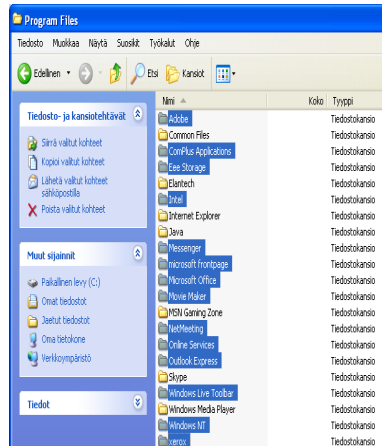 Program Files
Tiedosto Muokkaa Näytä Suosikit Työkalut Ohje
Edellinen Etsi Kansiot
Tiedosto- ja kansiotehtävät
Siirrä valitut kohteet
Kopioi valitut kohteet
Lähetä valitut kohteet
sähköpostilla
Poista valitut kohteet
Muut sijainnit
Paikallinen levy (C:)
Omat tiedostot
Jaetut tiedostot
Oma tietokone
Verkkoympäristö
Tiedot
Nimi Koko Tyyppi
Adobe Tiedostokansio
Common Files Tiedostokansio
ComPlus Applications Tiedostokansio
Eee Storage Tiedostokansio
Elantech Tiedostokansio
Intel Tiedostokansio
Internet Explorer Tiedostokansio
Java Tiedostokansio
Messenger Tiedostokansio
microsoft frontpage Tiedostokansio
Microsoft Office Tiedostokansio
Movie Maker Tiedostokansio
MSN Gaming Zone Tiedostokansio
NetMeeting Tiedostokansio
Online Services Tiedostokansio
Outlook Express Tiedostokansio
Skype Tiedostokansio
Windows Live Toolbar Tiedostokansio
Windows Media Player Tiedostokansio
Windows NT Tiedostokansio
xerox Tiedostokansio